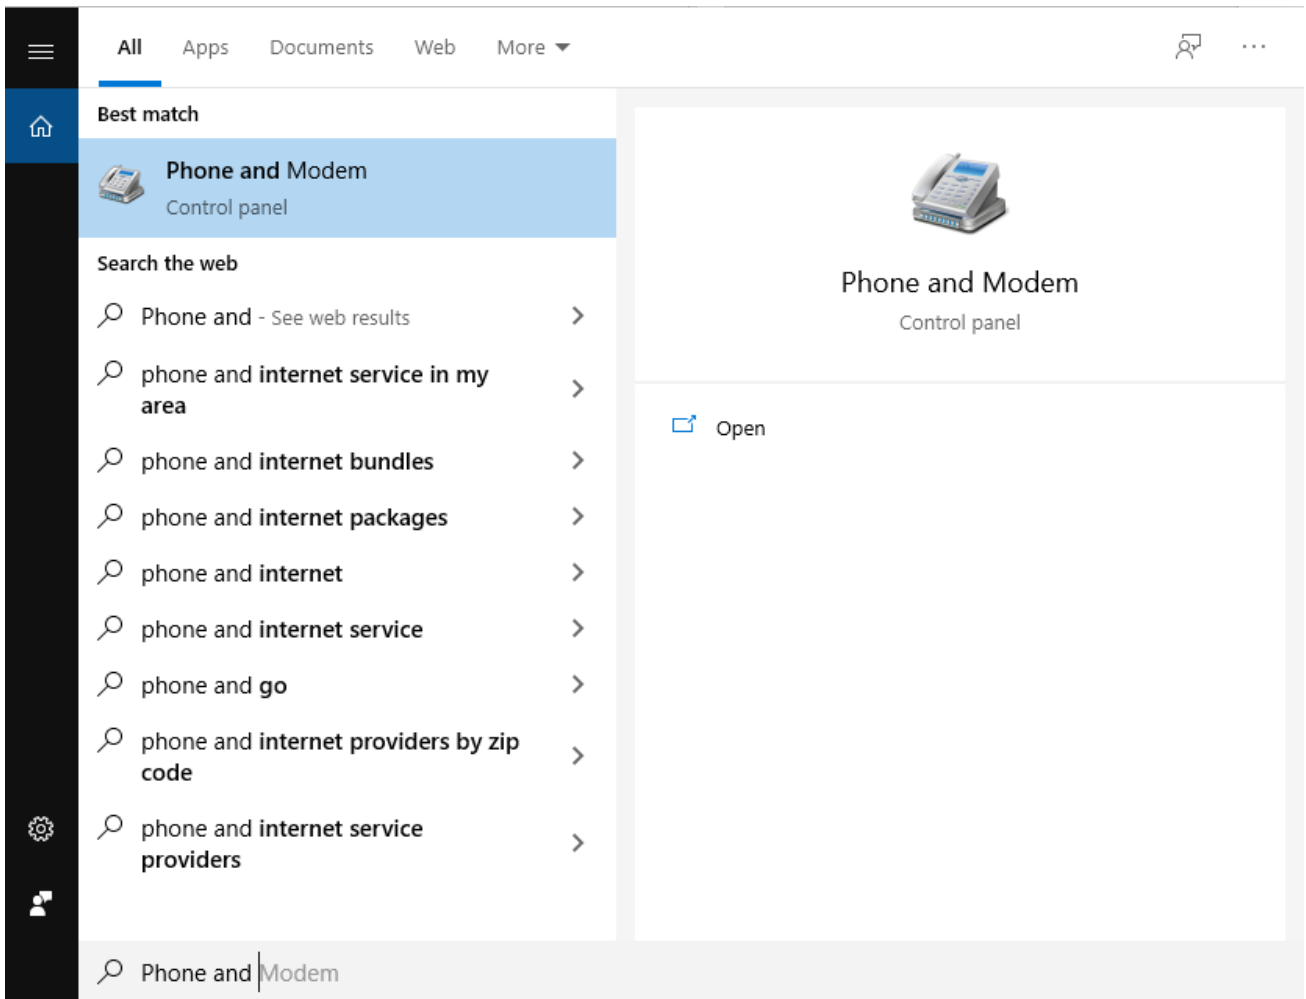 All Apps Documents Web More
Best match
Phone and Modem
Control panel
Search the web
Phone and - See web results
phone and internet service in my
area
phone and internet bundles
phone and internet packages
phone and internet
phone and internet service
phone and go
phone and internet providers by zip
code
phone and internet service
providers
Phone and Modem
Control panel
Open
Phone and Modem